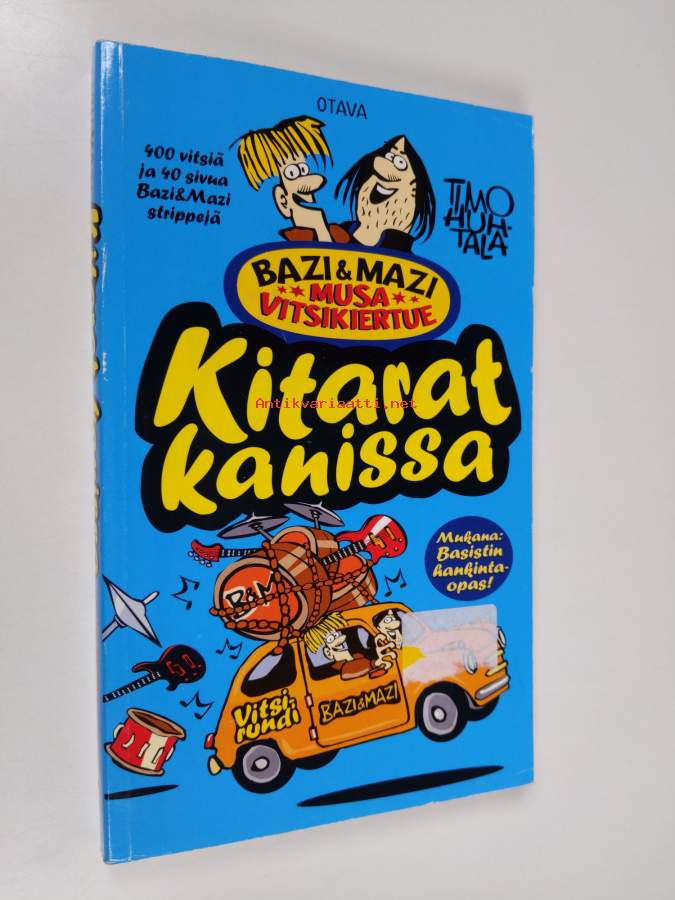 OTAVA
400 vitsiä
ja 40 sivua
Bazi&Mazi
strippejä
TIMO
HUH-
TALA
BAZI & MAZI
MUSA
VITSIKIERTUE
Kitarat
Antikvariaatti.net
kanissa
Mukana:
Basistin
hankinta-
opas!
B&M
Vitsi-
rundi
BAZI&MAZI